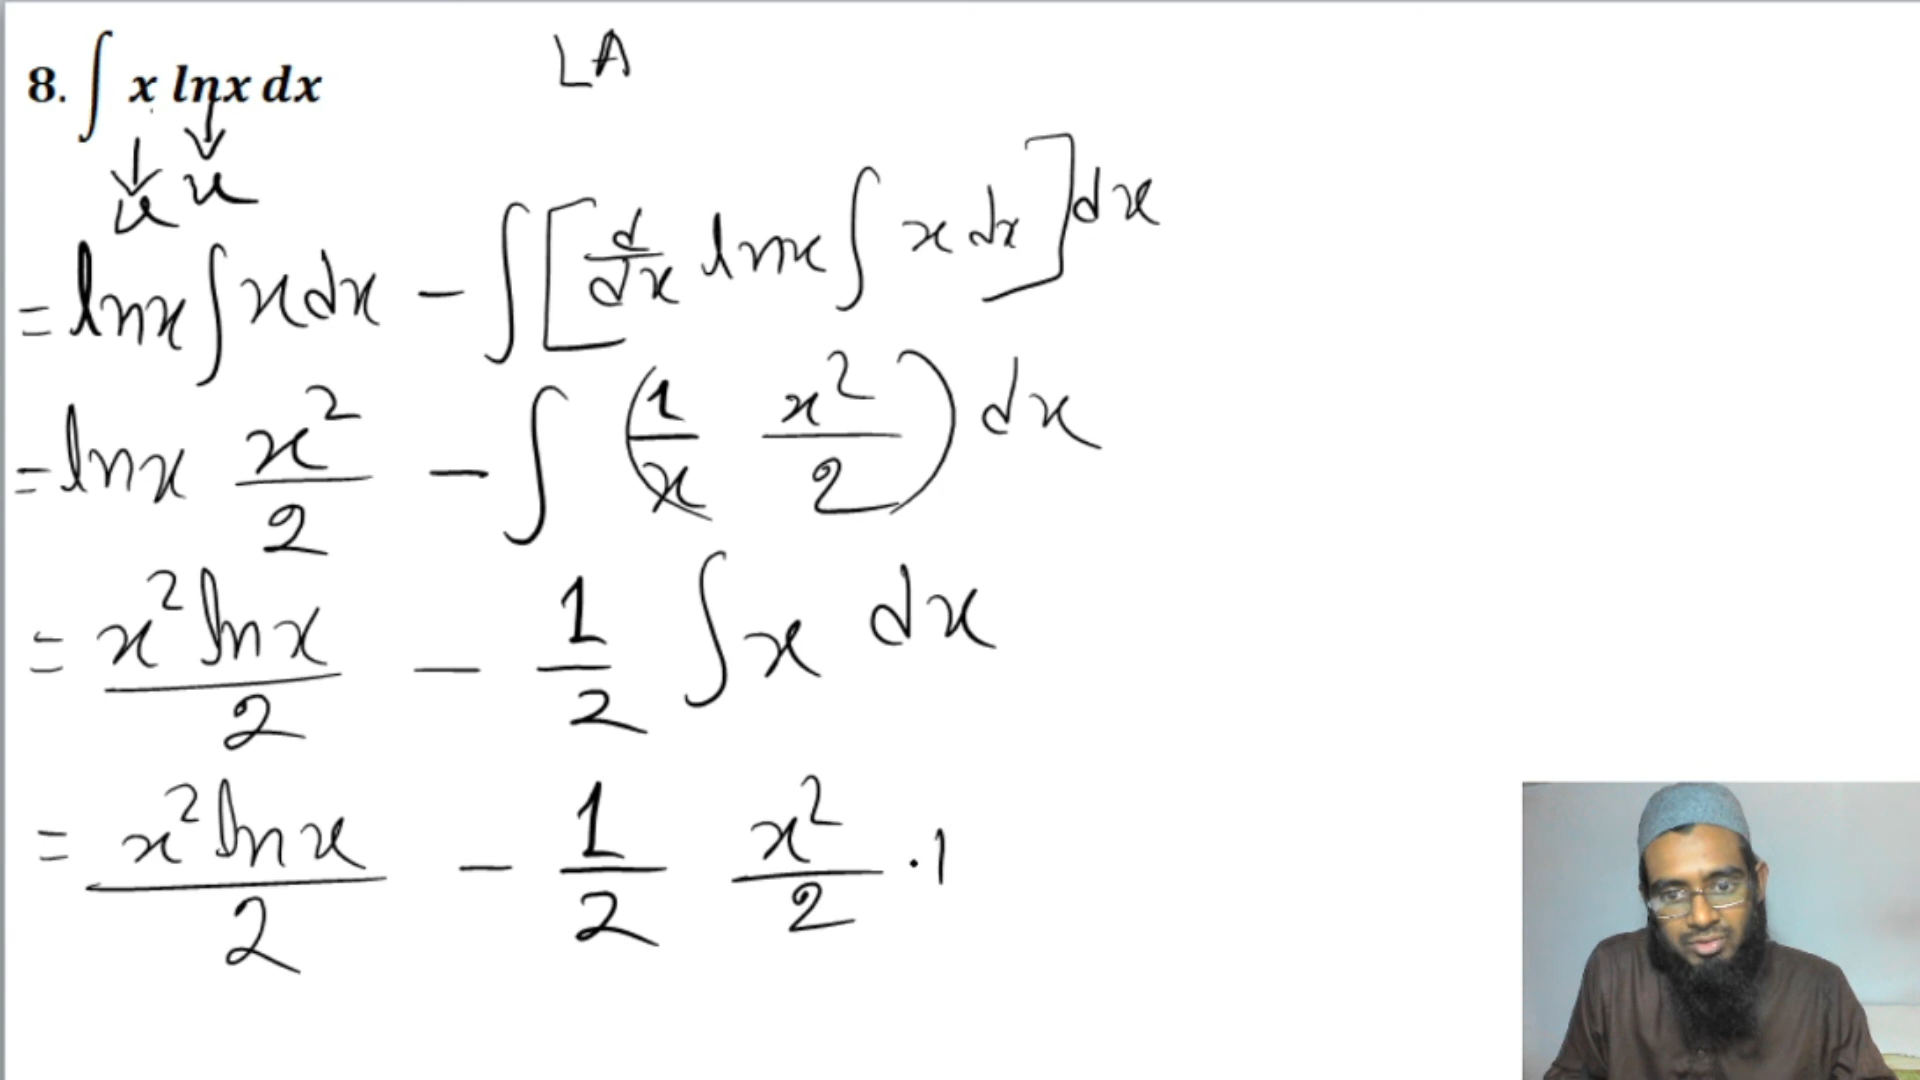 8. ∫ x lnx dx
LA
u u
= lnx ∫ x dx − ∫ [ d/dx lnx ∫ x dx ] dx
= lnx x²/2 − ∫ ( 1/x x²/2 ) dx
= x² lnx/2 − 1/2 ∫ x dx
= x² lnx/2 − 1/2 x²/2 · 1